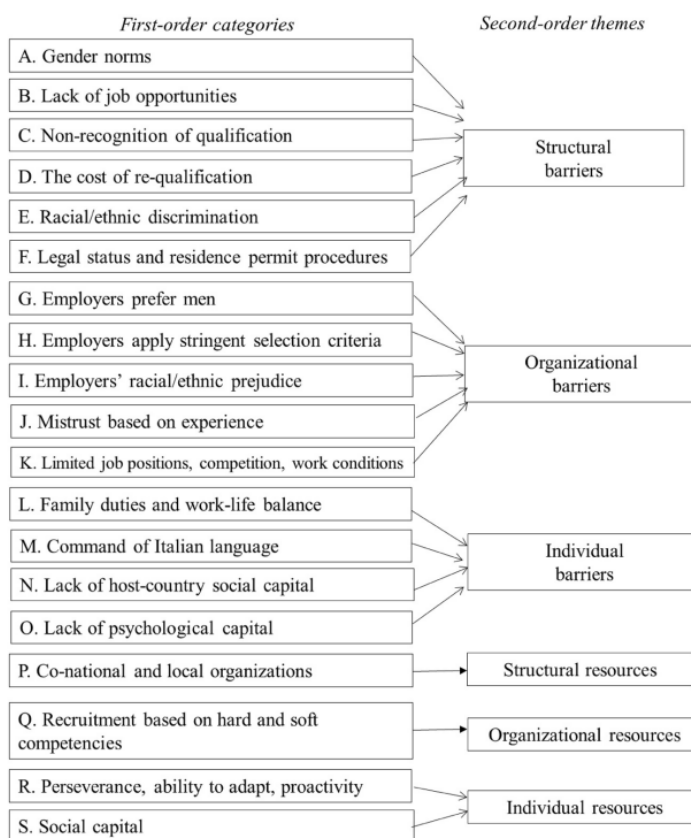 First-order categories
Second-order themes
A. Gender norms
B. Lack of job opportunities
C. Non-recognition of qualification
D. The cost of re-qualification
E. Racial/ethnic discrimination
F. Legal status and residence permit procedures
Structural
barriers
G. Employers prefer men
H. Employers apply stringent selection criteria
I. Employers' racial/ethnic prejudice
J. Mistrust based on experience
K. Limited job positions, competition, work conditions
Organizational
barriers
L. Family duties and work-life balance
M. Command of Italian language
N. Lack of host-country social capital
O. Lack of psychological capital
Individual
barriers
P. Co-national and local organizations
Structural resources
Q. Recruitment based on hard and soft
competencies
Organizational resources
R. Perseverance, ability to adapt, proactivity
S. Social capital
Individual resources